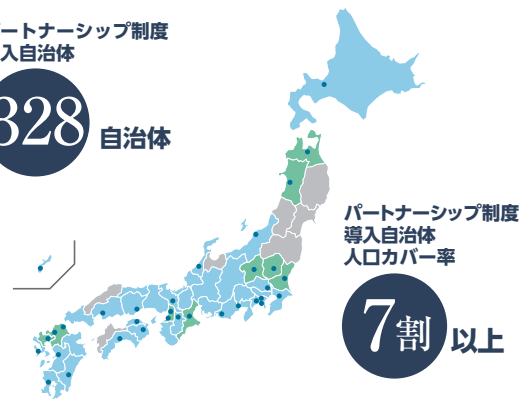 ートナーシップ制度
入自治体
328
自治体
パートナーシップ制度
導入自治体
人口カバー率
7割
以上